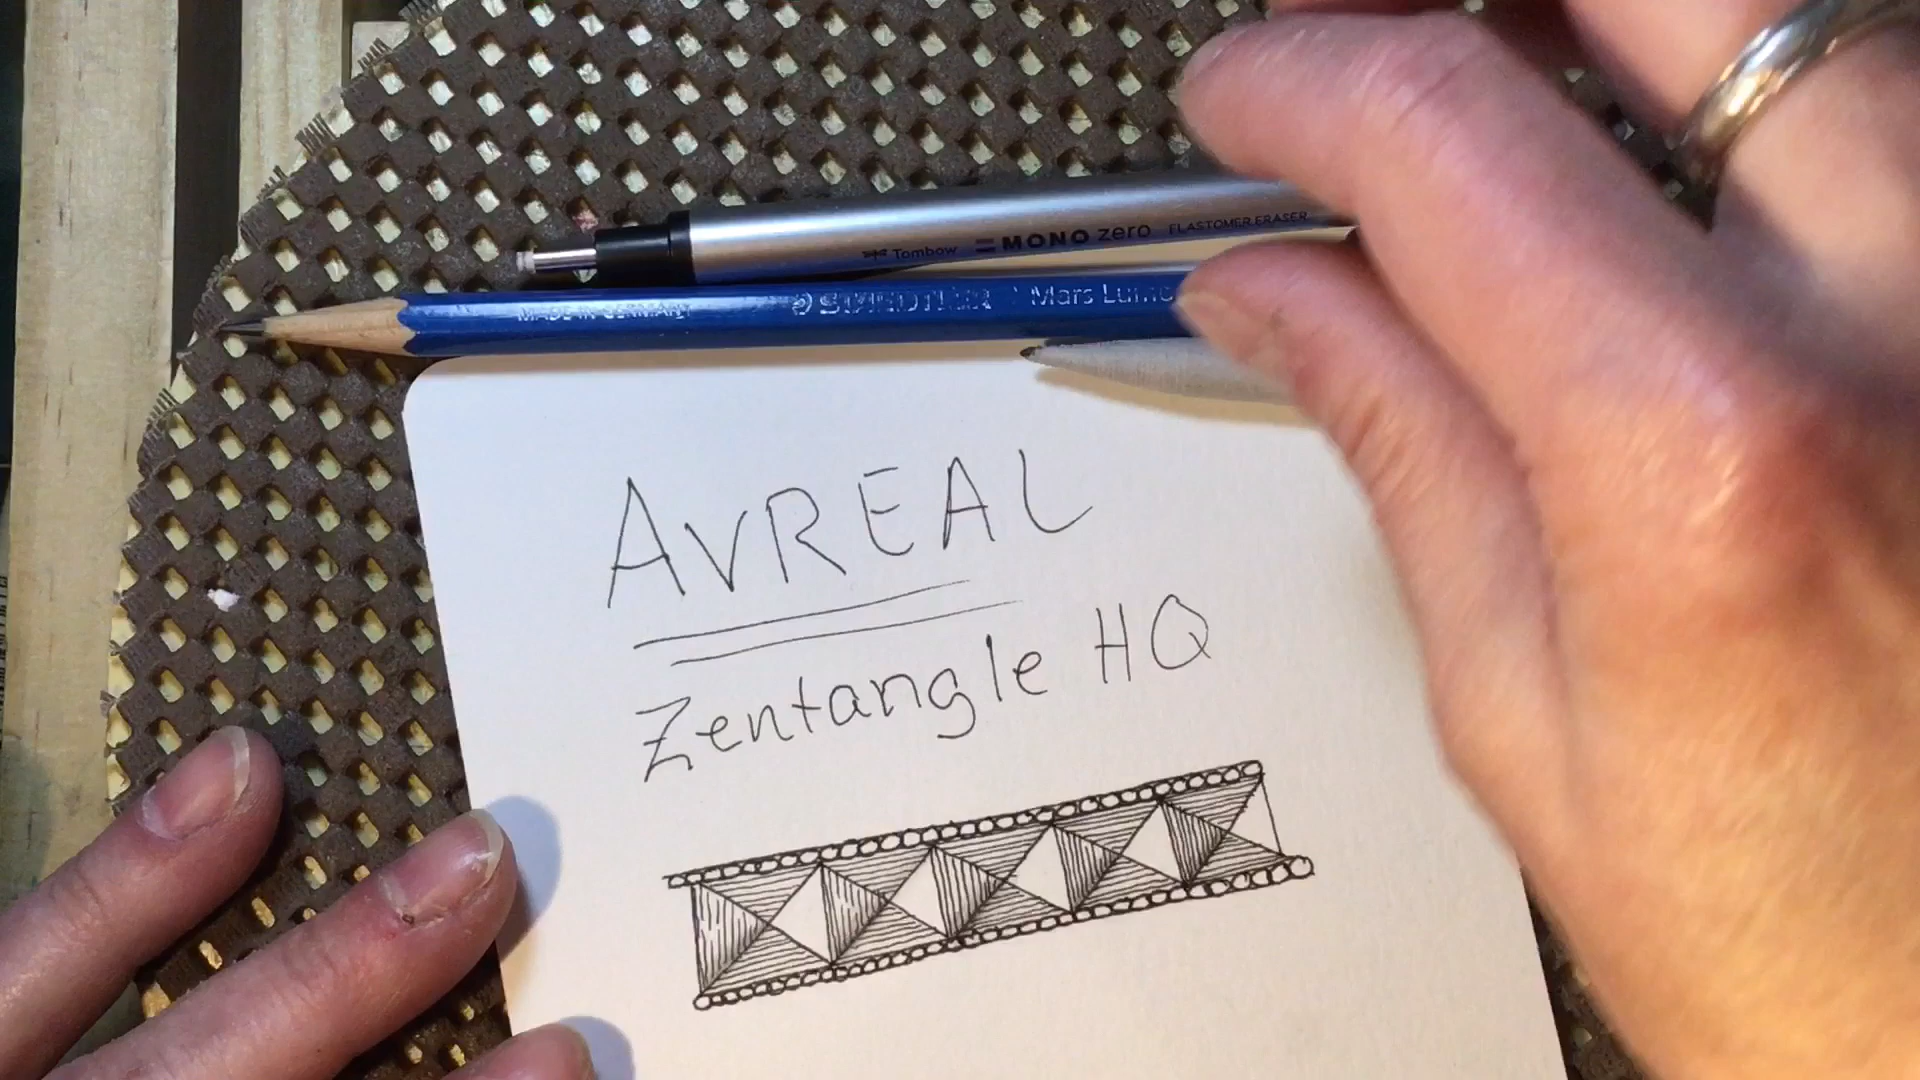 Tombow MONO zero ELASTOMER ERASER
MADE IN GERMANY STAEDTLER Mars Lumo
AVREAL
Zentangle HQ